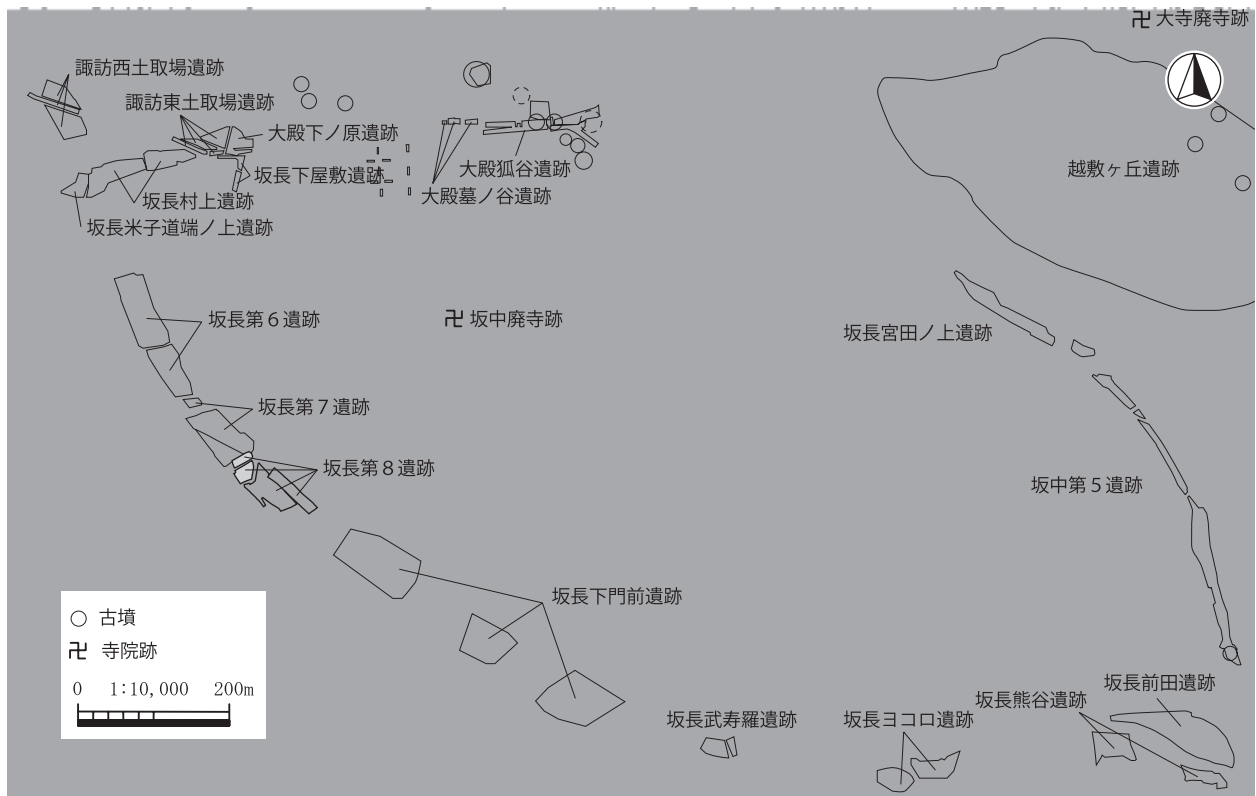 卍 大寺廃寺跡
諏訪西土取場遺跡
諏訪東土取場遺跡
大殿下ノ原遺跡
大殿狐谷遺跡
越敷ヶ丘遺跡
坂長下屋敷遺跡
大殿墓ノ谷遺跡
坂長村上遺跡
坂長米子道端ノ上遺跡
坂長第６遺跡
卍 坂中廃寺跡
坂長宮田ノ上遺跡
坂長第７遺跡
坂長第８遺跡
坂中第５遺跡
坂長下門前遺跡
○ 古墳
卍 寺院跡
0 1:10,000 200m
坂長前田遺跡
坂長熊谷遺跡
坂長武寿羅遺跡
坂長ヨコロ遺跡